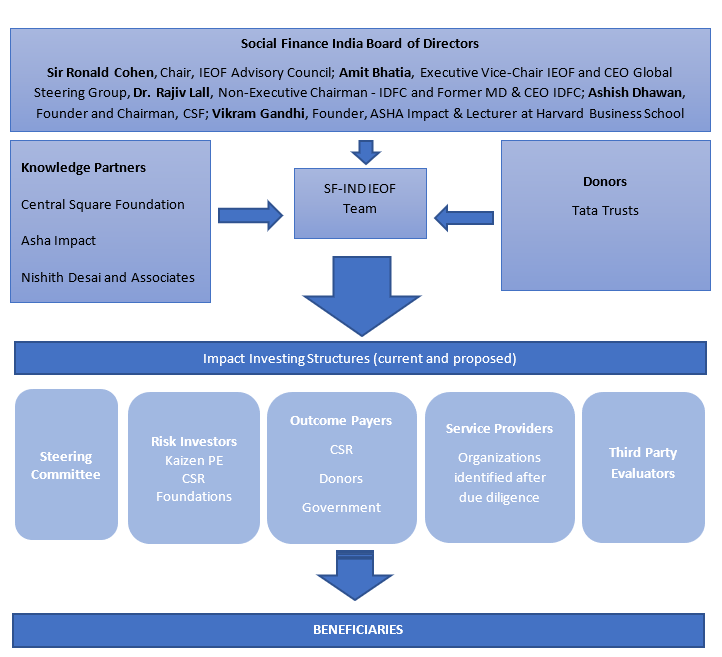 Social Finance India Board of Directors
Sir Ronald Cohen, Chair, IEOF Advisory Council; Amit Bhatia, Executive Vice-Chair IEOF and CEO Global
Steering Group, Dr. Rajiv Lall, Non-Executive Chairman - IDFC and Former MD & CEO IDFC; Ashish Dhawan,
Founder and Chairman, CSF; Vikram Gandhi, Founder, ASHA Impact & Lecturer at Harvard Business School
Knowledge Partners
Central Square Foundation
Asha Impact
Nishith Desai and Associates
SF-IND IEOF
Team
Donors
Tata Trusts
Impact Investing Structures (current and proposed)
Steering
Committee
Risk Investors
Kaizen PE
CSR
Foundations
Outcome Payers
CSR
Donors
Government
Service Providers
Organizations
identified after
due diligence
Third Party
Evaluators
BENEFICIARIES